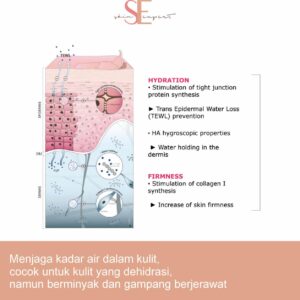 SE
skin expert
TEWL
HYDRATION
• Stimulation of tight junction
protein synthesis
► Trans Epidermal Water Loss
(TEWL) prevention
• HA hygroscopic properties
► Water holding in the
dermis
FIRMNESS
• Stimulation of collagen I
synthesis
► Increase of skin firmness
EPIDERMIS
DEJ
DERMIS
Menjaga kadar air dalam kulit,
cocok untuk kulit yang dehidrasi,
namun berminyak dan gampang berjerawat